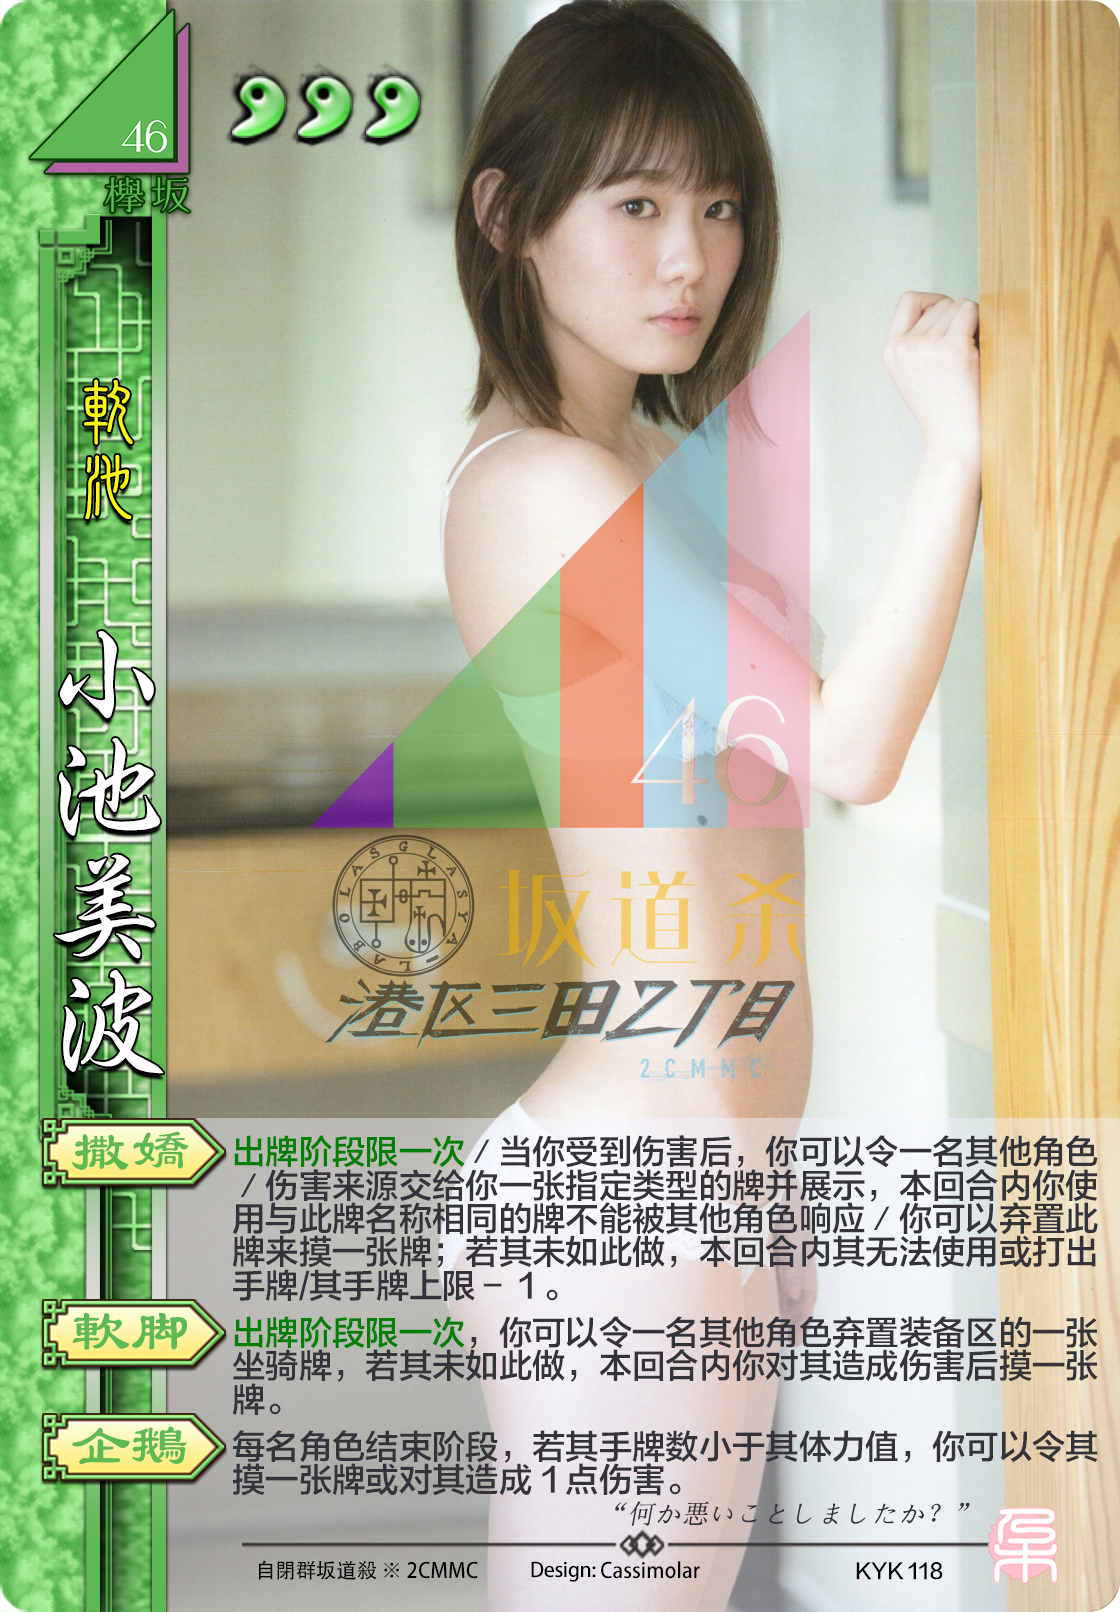 46
欅坂
軟池
小池美波
46
GLASYA LABOLAS
坂道杀
港区三田2丁目
2CMMC
撒嬌
出牌阶段限一次／当你受到伤害后，你可以令一名其他角色
／伤害来源交给你一张指定类型的牌并展示，本回合内你使
用与此牌名称相同的牌不能被其他角色响应／你可以弃置此
牌来摸一张牌；若其未如此做，本回合内其无法使用或打出
手牌/其手牌上限－１。
軟脚
出牌阶段限一次，你可以令一名其他角色弃置装备区的一张
坐骑牌，若其未如此做，本回合内你对其造成伤害后摸一张
牌。
企鵝
每名角色结束阶段，若其手牌数小于其体力值，你可以令其
摸一张牌或对其造成１点伤害。
“何か悪いことしましたか？”
自閉群坂道殺 ※ 2CMMC Design: Cassimolar KYK 118